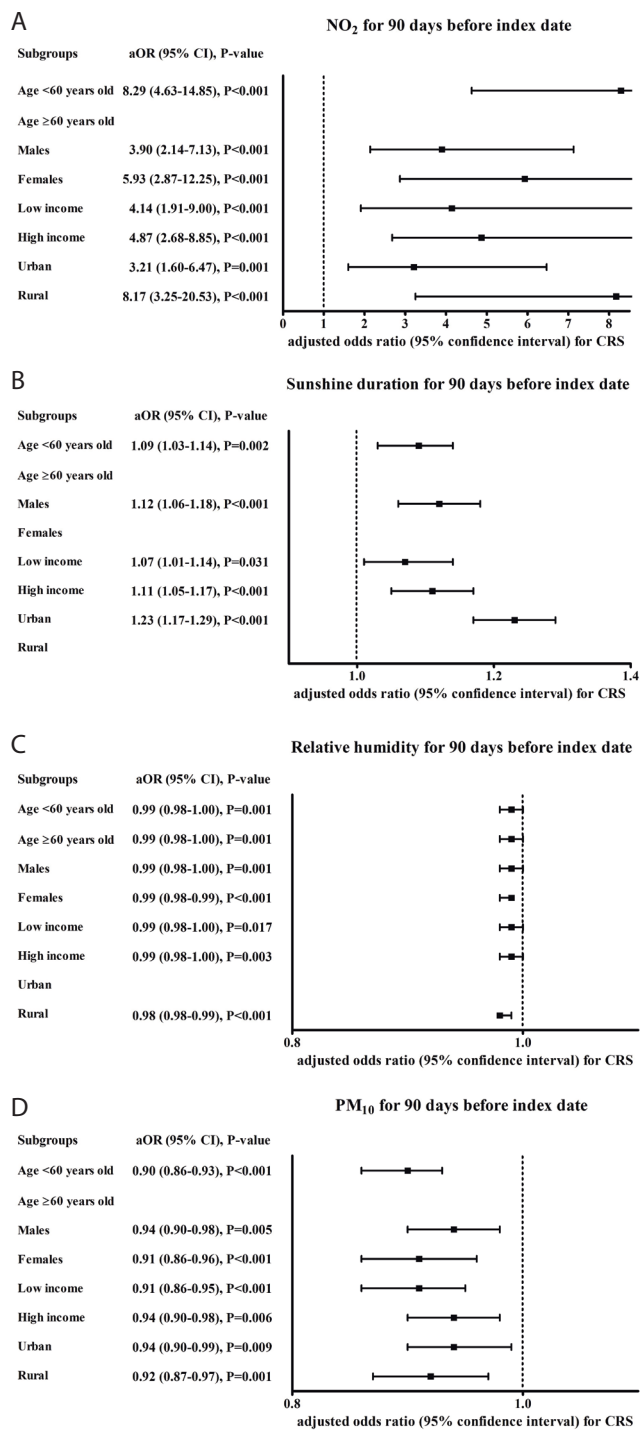 A
NO₂ for 90 days before index date
Subgroups aOR (95% CI), P-value
Age <60 years old 8.29 (4.63-14.85), P<0.001
Age ≥60 years old
Males 3.90 (2.14-7.13), P<0.001
Females 5.93 (2.87-12.25), P<0.001
Low income 4.14 (1.91-9.00), P<0.001
High income 4.87 (2.68-8.85), P<0.001
Urban 3.21 (1.60-6.47), P=0.001
Rural 8.17 (3.25-20.53), P<0.001
0 1 2 3 4 5 6 7 8
adjusted odds ratio (95% confidence interval) for CRS
B
Sunshine duration for 90 days before index date
Subgroups aOR (95% CI), P-value
Age <60 years old 1.09 (1.03-1.14), P=0.002
Age ≥60 years old
Males 1.12 (1.06-1.18), P<0.001
Females
Low income 1.07 (1.01-1.14), P=0.031
High income 1.11 (1.05-1.17), P<0.001
Urban 1.23 (1.17-1.29), P<0.001
Rural
1.0 1.2 1.4
adjusted odds ratio (95% confidence interval) for CRS
C
Relative humidity for 90 days before index date
Subgroups aOR (95% CI), P-value
Age <60 years old 0.99 (0.98-1.00), P=0.001
Age ≥60 years old 0.99 (0.98-1.00), P=0.001
Males 0.99 (0.98-1.00), P=0.001
Females 0.99 (0.98-0.99), P<0.001
Low income 0.99 (0.98-1.00), P=0.017
High income 0.99 (0.98-1.00), P=0.003
Urban
Rural 0.98 (0.98-0.99), P<0.001
0.8 1.0
adjusted odds ratio (95% confidence interval) for CRS
D
PM₁₀ for 90 days before index date
Subgroups aOR (95% CI), P-value
Age <60 years old 0.90 (0.86-0.93), P<0.001
Age ≥60 years old
Males 0.94 (0.90-0.98), P=0.005
Females 0.91 (0.86-0.96), P<0.001
Low income 0.91 (0.86-0.95), P<0.001
High income 0.94 (0.90-0.98), P=0.006
Urban 0.94 (0.90-0.99), P=0.009
Rural 0.92 (0.87-0.97), P=0.001
0.8 1.0
adjusted odds ratio (95% confidence interval) for CRS